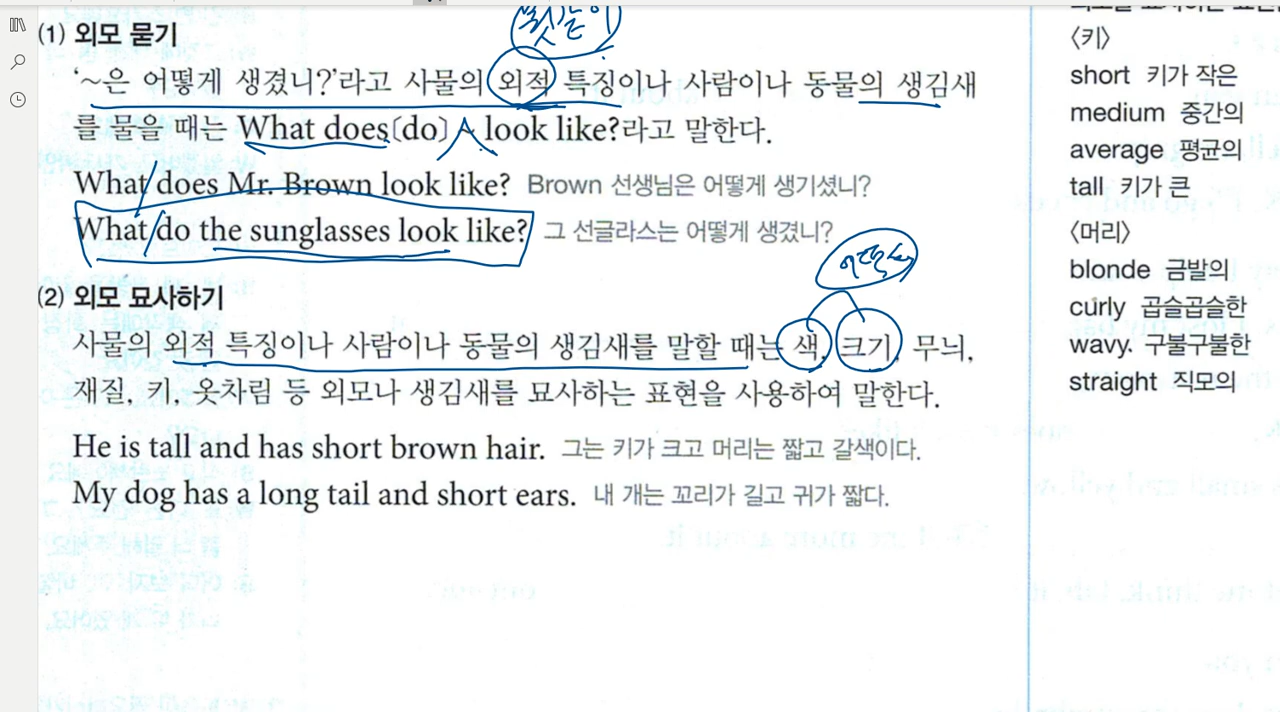 (1) 외모 묻기
'~은 어떻게 생겼니?'라고 사물의 외적 특징이나 사람이나 동물의 생김새
를 물을 때는 What does(do) look like?라고 말한다.
What does Mr. Brown look like? Brown 선생님은 어떻게 생기셨니?
What do the sunglasses look like? 그 선글라스는 어떻게 생겼니?
(2) 외모 묘사하기
사물의 외적 특징이나 사람이나 동물의 생김새를 말할 때는 색, 크기, 무늬,
재질, 키, 옷차림 등 외모나 생김새를 묘사하는 표현을 사용하여 말한다.
He is tall and has short brown hair. 그는 키가 크고 머리는 짧고 갈색이다.
My dog has a long tail and short ears. 내 개는 꼬리가 길고 귀가 짧다.
〈키〉
short 키가 작은
medium 중간의
average 평균의
tall 키가 큰
〈머리〉
blonde 금발의
curly 곱슬곱슬한
wavy. 구불구불한
straight 직모의